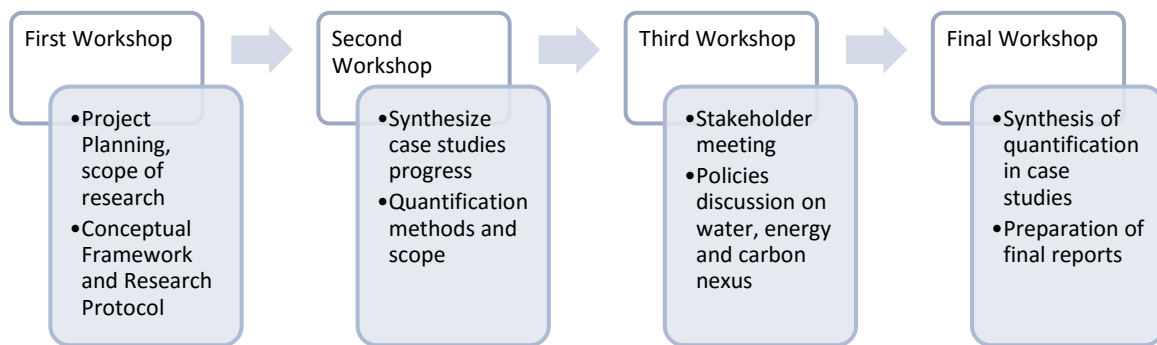 First Workshop
•Project
Planning,
scope of
research
•Conceptual
Framework
and Research
Protocol
Second
Workshop
•Synthesize
case studies
progress
•Quantification
methods and
scope
Third Workshop
•Stakeholder
meeting
•Policies
discussion on
water, energy
and carbon
nexus
Final Workshop
•Synthesis of
quantification
in case
studies
•Preparation of
final reports